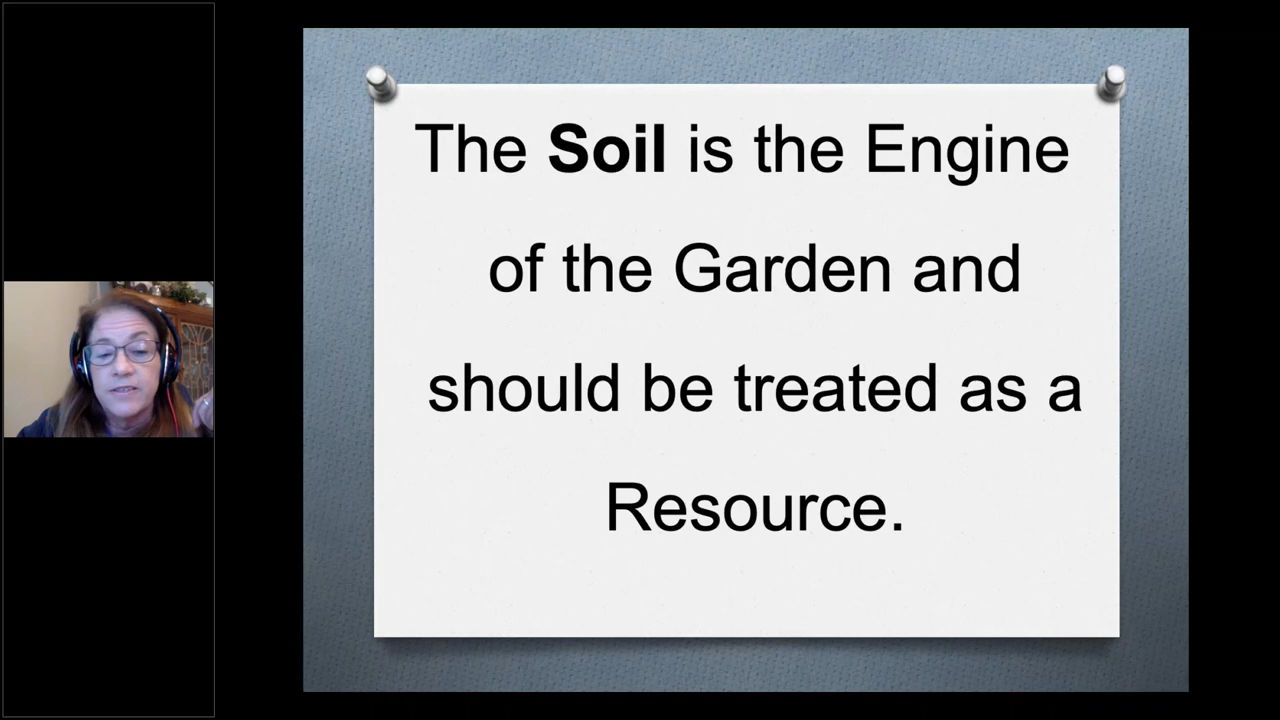 The Soil is the Engine
of the Garden and
should be treated as a
Resource.